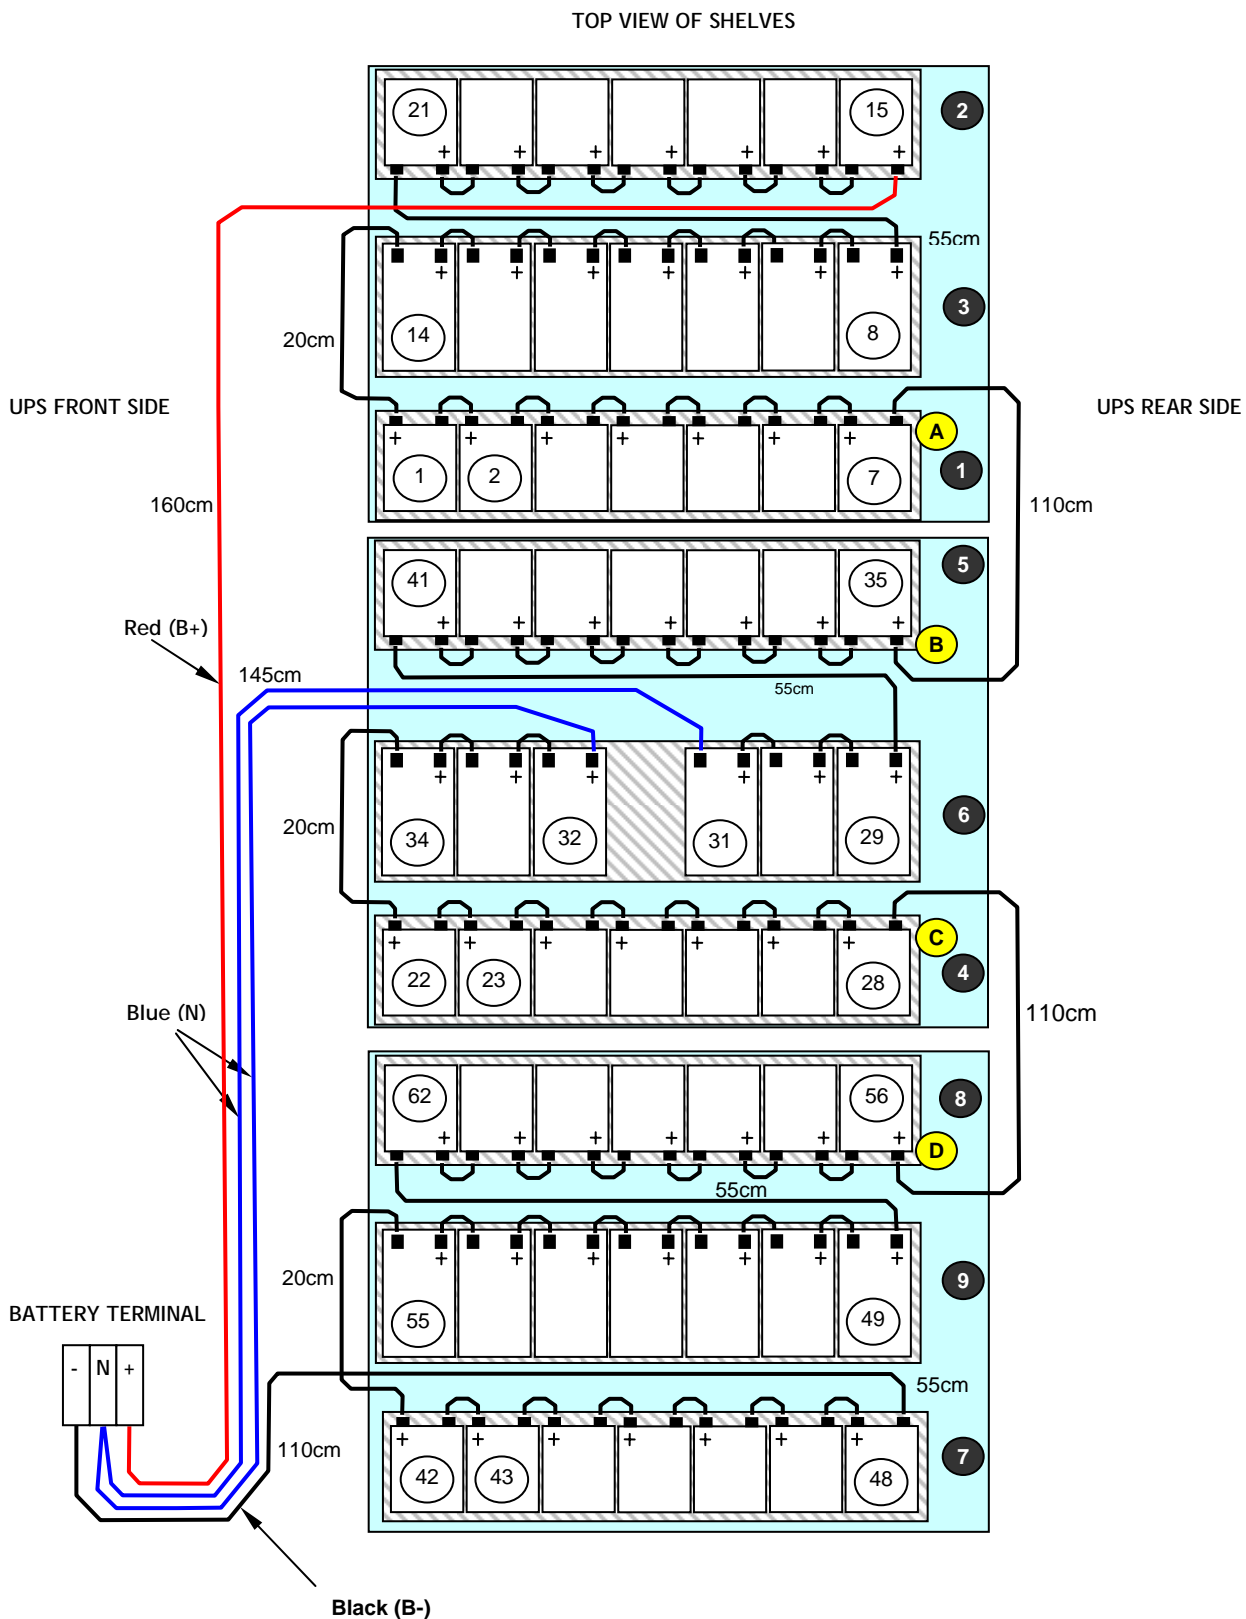 TOP VIEW OF SHELVES
21 15 2
+ + + + + + +
55cm
+ + + + + + +
3
20cm
14 8
UPS FRONT SIDE
UPS REAR SIDE
A
+ + + + + + +
1 2 7 1
160cm
110cm
5
41 35
+ + + + + + +
B
Red (B+)
145cm
55cm
+ + + + + +
20cm
34 32 31 29 6
C
+ + + + + + +
22 23 28 4
Blue (N)
110cm
62 56 8
+ + + + + + +
D
55cm
+ + + + + + +
20cm
9
55 49
BATTERY TERMINAL
- N +
55cm
+ + + + + + +
110cm
42 43 48 7
Black (B-)